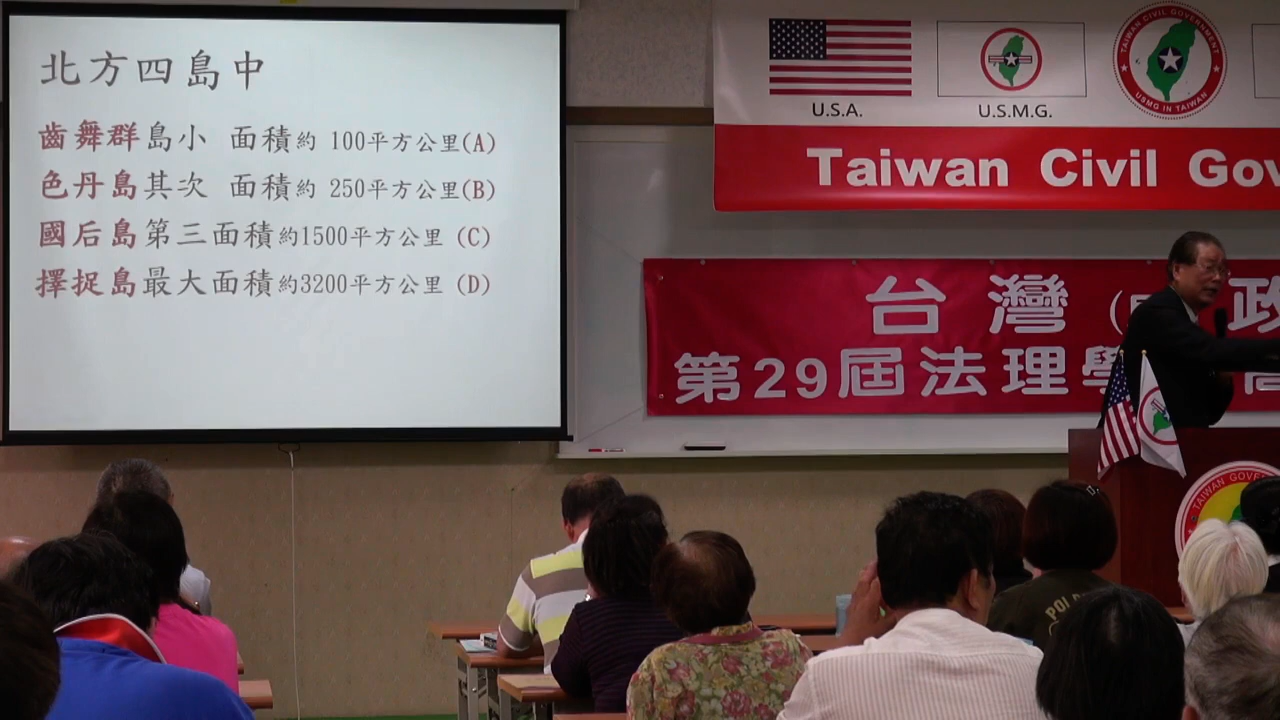 北方四島中
齒舞群島小 面積約 100平方公里(A)
色丹島其次 面積約 250平方公里(B)
國后島第三面積約1500平方公里 (C)
擇捉島最大面積約3200平方公里 (D)
U.S.A.
U.S.M.G.
TAIWAN CIVIL GOVERNMENT
USMG IN TAIWAN
Taiwan Civil Gov
台灣 政
第29屆法理學
TAIWAN GOVER
POL